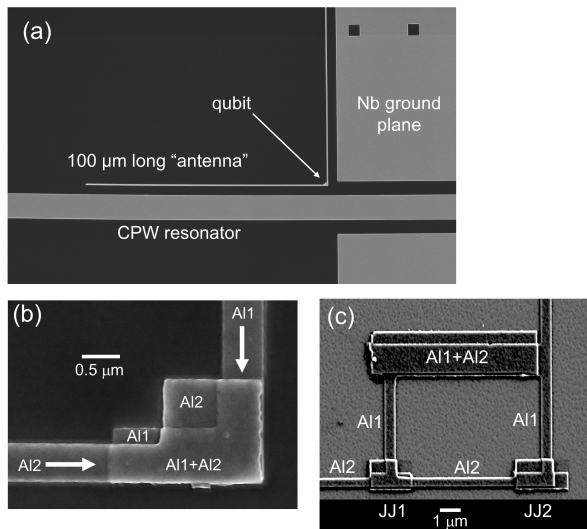 (a)
qubit
Nb ground
plane
100 μm long “antenna”
CPW resonator
(b)
Al1
0.5 μm
Al2
Al1
Al2
Al1+Al2
(c)
Al1+Al2
Al1
Al1
Al2
Al2
JJ1
1 μm
JJ2